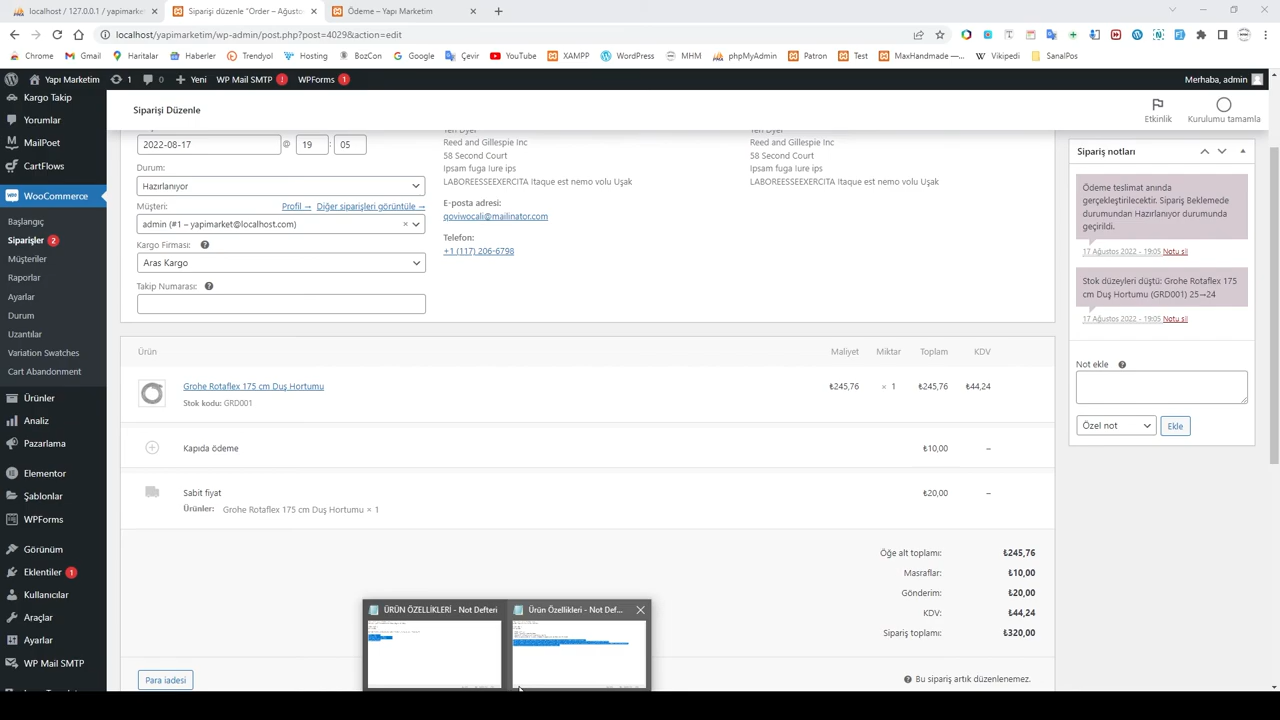 localhost / 127.0.0.1 / yapimarket
Siparişi düzenle "Order – Ağusto
Ödeme – Yapı Marketim
localhost/yapimarketim/wp-admin/post.php?post=4029&action=edit
Chrome
Gmail
Haritalar
Haberler
Trendyol
Hosting
BozCon
Google
Çeviri
YouTube
XAMPP
WordPress
MHM
phpMyAdmin
Patron
Test
MaxHandmade —...
Vikipedi
SanalPos
Yapı Marketim
1
0
Yeni
WP Mail SMTP !
WPForms 1
Merhaba, admin
Kargo Takip
Yorumlar
MailPoet
CartFlows
WooCommerce
Başlangıç
Siparişler 2
Müşteriler
Raporlar
Ayarlar
Durum
Uzantılar
Variation Swatches
Cart Abandonment
Ürünler
Analiz
Pazarlama
Elementor
Şablonlar
WPForms
Görünüm
Eklentiler 1
Kullanıcılar
Araçlar
Ayarlar
WP Mail SMTP
Siparişi Düzenle
Etkinlik
Kurulumu tamamla
2022-08-17 @ 19 : 05
Durum:
Hazırlanıyor
Müşteri:
Profil →
Diğer siparişleri görüntüle →
admin (#1 – yapimarket@localhost.com)
×
Kargo Firması: ?
Aras Kargo
Takip Numarası: ?
Reed and Gillespie Inc
58 Second Court
Ipsam fuga Iure ips
LABOREESSEEXERCITA Itaque est nemo volu Uşak
E-posta adresi:
qoviwocali@mailinator.com
Telefon:
+1 (117) 206-6798
Reed and Gillespie Inc
58 Second Court
Ipsam fuga Iure ips
LABOREESSEEXERCITA Itaque est nemo volu Uşak
Ürün
Maliyet
Miktar
Toplam
KDV
Grohe Rotaflex 175 cm Duş Hortumu
₺245,76
× 1
₺245,76
₺44,24
Stok kodu: GRD001
Kapıda ödeme
₺10,00
–
Sabit fiyat
₺20,00
–
Ürünler: Grohe Rotaflex 175 cm Duş Hortumu × 1
Öğe alt toplamı: ₺245,76
Masraflar: ₺10,00
Gönderim: ₺20,00
KDV: ₺44,24
Sipariş toplamı: ₺320,00
Para iadesi
? Bu sipariş artık düzenlenemez.
Sipariş notları
Ödeme teslimat anında
gerçekleştirilecektir. Sipariş Beklemede
durumundan Hazırlanıyor durumuna
geçirildi.
17 Ağustos 2022 - 19:05 Notu sil
Stok düzeyleri düştü: Grohe Rotaflex 175
cm Duş Hortumu (GRD001) 25→24
17 Ağustos 2022 - 19:05 Notu sil
Not ekle ?
Özel not
Ekle
ÜRÜN ÖZELLİKLERİ - Not Defteri
Ürün Özellikleri - Not Def...